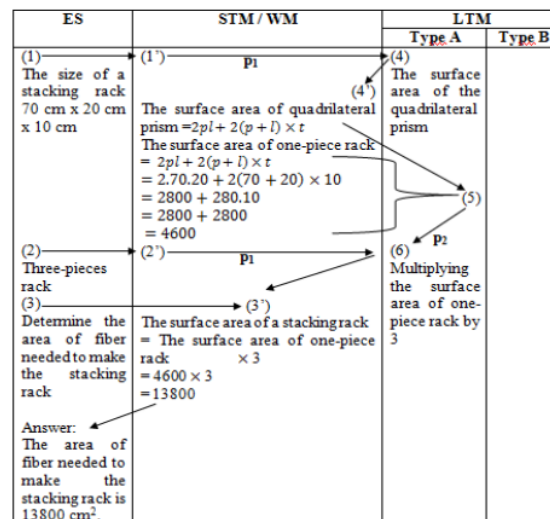 ES
STM / WM
LTM
Type A
Type B
(1)
The size of a
stacking rack
70 cm x 20 cm
x 10 cm
(1')
p1
(4')
The surface area of quadrilateral
prism =2pl + 2(p + l) × t
The surface area of one-piece rack
= 2pl + 2(p + l) × t
= 2.70.20 + 2(70 + 20) × 10
= 2800 + 280.10
= 2800 + 2800
= 4600
(4)
The surface
area of the
quadrilateral
prism
(5)
p2
(2)
Three-pieces
rack
(2')
p1
(6)
Multiplying
the surface
area of one-
piece rack by
3
(3)
Determine the
area of fiber
needed to make
the stacking
rack
(3')
The surface area of a stacking rack
= The surface area of one-piece
rack × 3
= 4600 × 3
=13800
Answer:
The area of
fiber needed to
make the
stacking rack is
13800 cm².